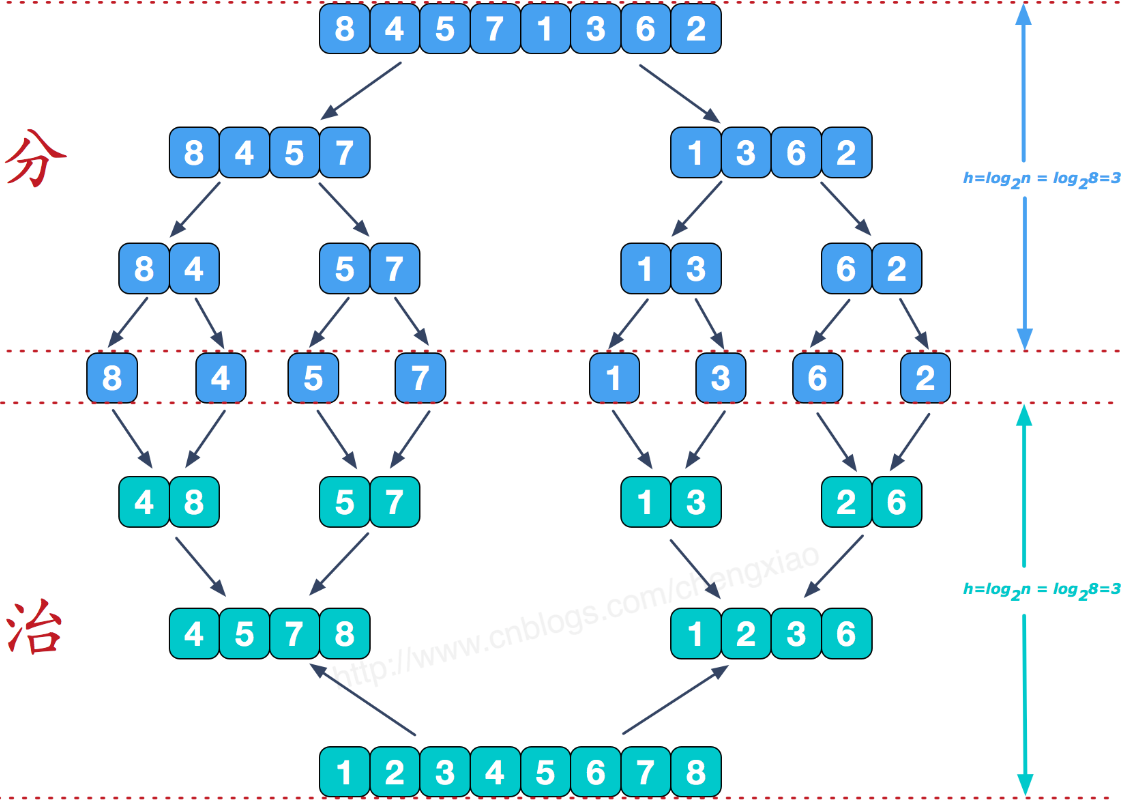 8 4 5 7 1 3 6 2
分
8 4 5 7 1 3 6 2
h=log2n = log28=3
8 4 5 7 1 3 6 2
8 4 5 7 1 3 6 2
4 8 5 7 1 3 2 6
http://www.cnblogs.com/chengxiao
h=log2n = log28=3
治
4 5 7 8 1 2 3 6
1 2 3 4 5 6 7 8